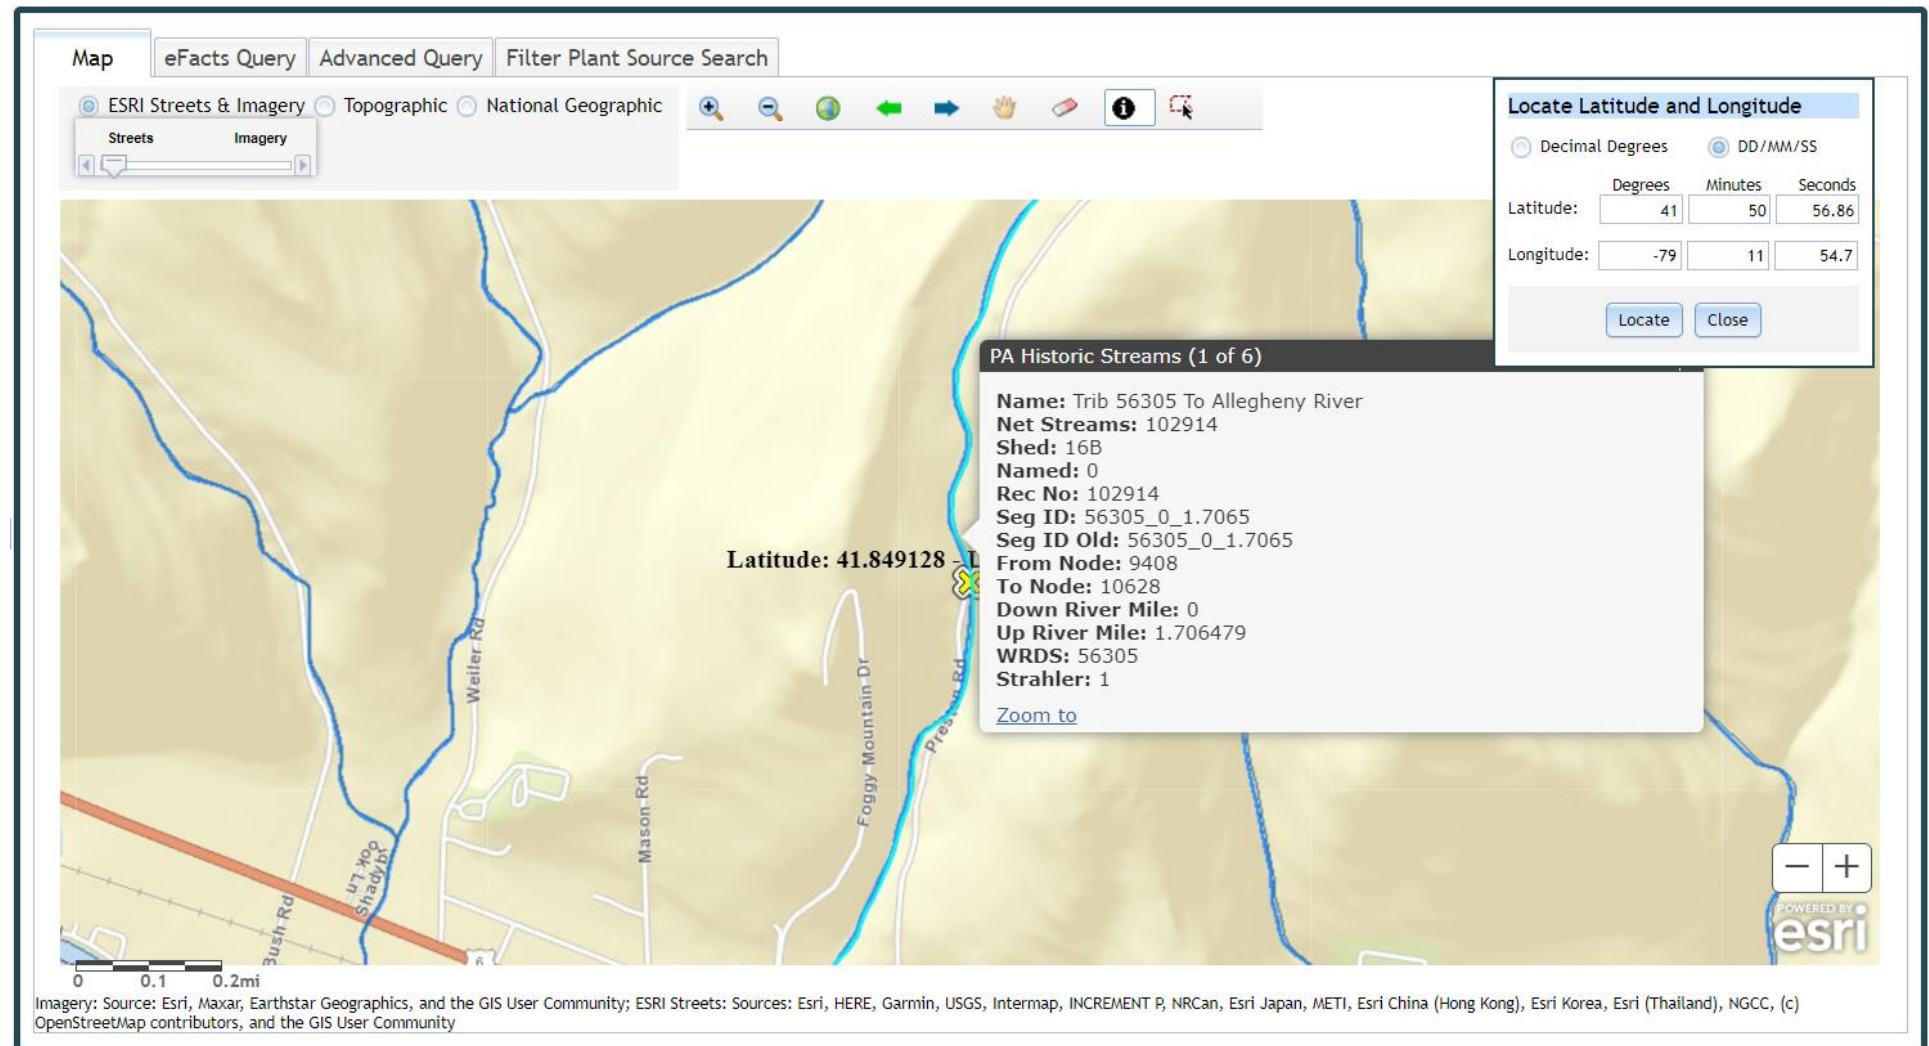 Map
eFacts Query
Advanced Query
Filter Plant Source Search
ESRI Streets & Imagery
Topographic
National Geographic
Streets
Imagery
Locate Latitude and Longitude
Decimal Degrees
DD/MM/SS
Degrees Minutes Seconds
Latitude: 41 50 56.86
Longitude: -79 11 54.7
Locate
Close
PA Historic Streams (1 of 6)
Name: Trib 56305 To Allegheny River
Net Streams: 102914
Shed: 16B
Named: 0
Rec No: 102914
Seg ID: 56305_0_1.7065
Seg ID Old: 56305_0_1.7065
From Node: 9408
To Node: 10628
Down River Mile: 0
Up River Mile: 1.706479
WRDS: 56305
Strahler: 1
Zoom to
Latitude: 41.849128 - L
Weiler Rd
Foggy Mountain Dr
Preston Rd
Mason Rd
Shadybr
ook Ln
Bush Rd
6
− +
POWERED BY
esri
0 0.1 0.2mi
Imagery: Source: Esri, Maxar, Earthstar Geographics, and the GIS User Community; ESRI Streets: Sources: Esri, HERE, Garmin, USGS, Intermap, INCREMENT P, NRCan, Esri Japan, METI, Esri China (Hong Kong), Esri Korea, Esri (Thailand), NGCC, (c)
OpenStreetMap contributors, and the GIS User Community